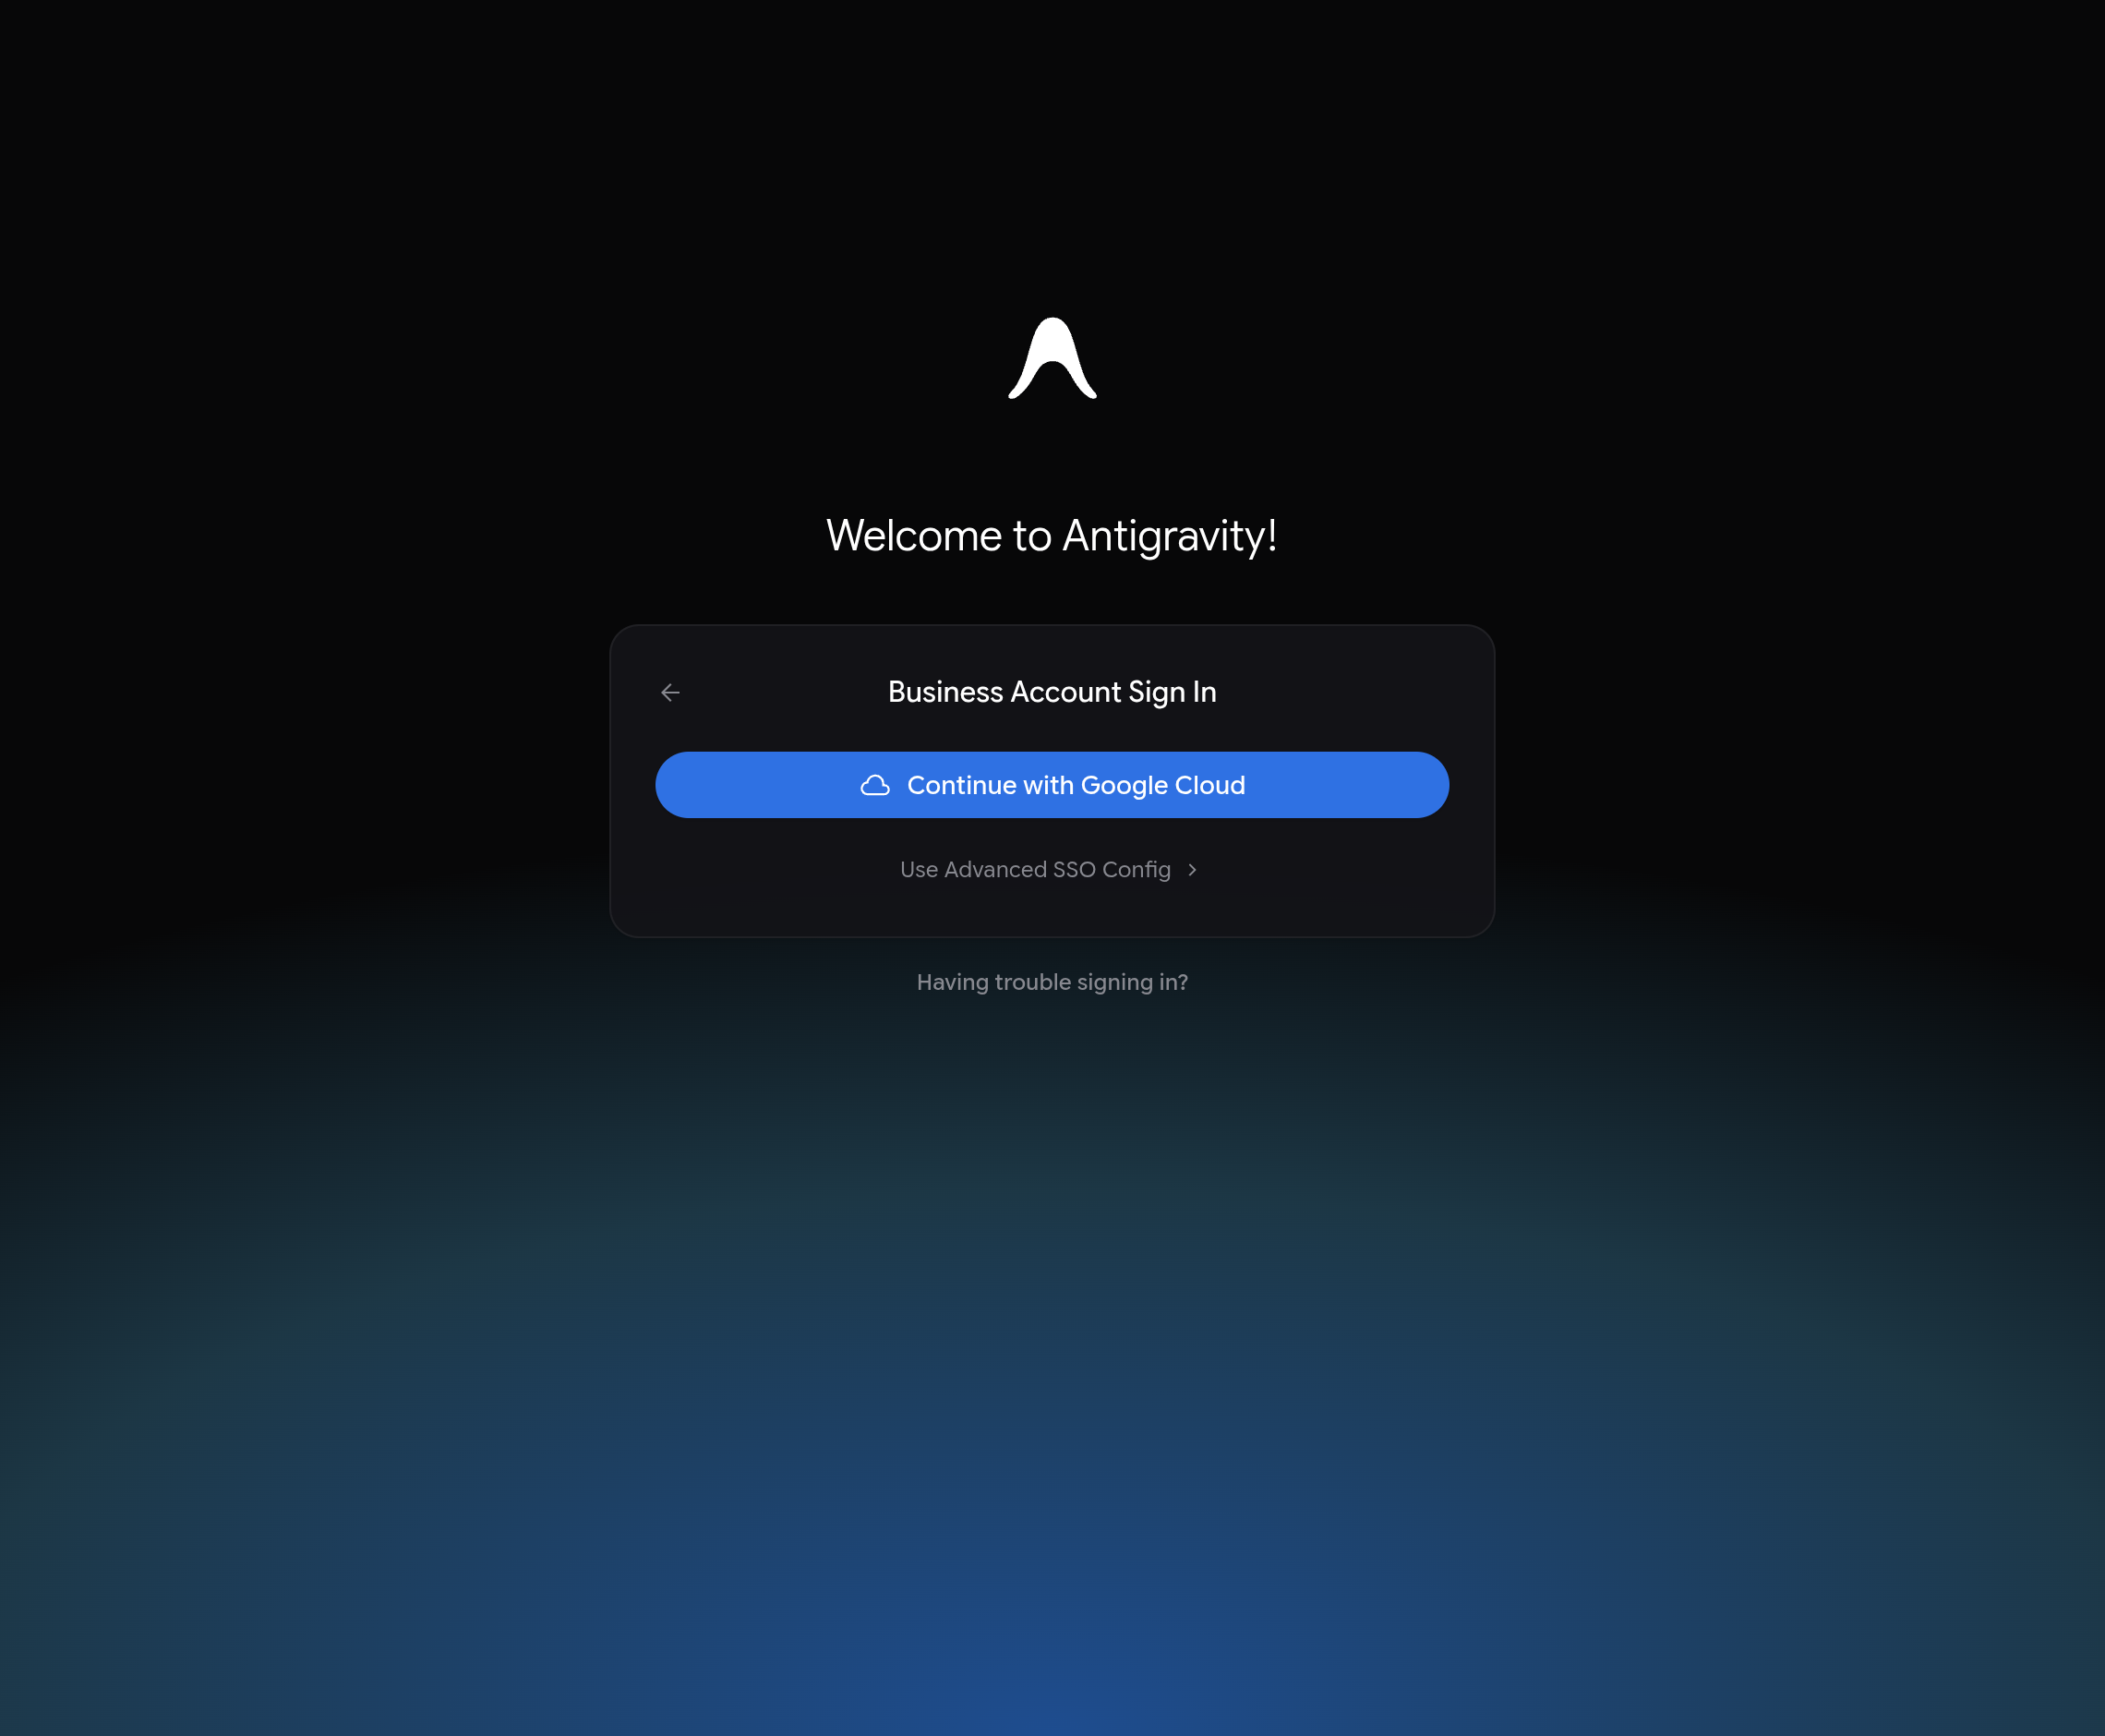 Welcome to Antigravity!
Business Account Sign In
Continue with Google Cloud
Use Advanced SSO Config
Having trouble signing in?